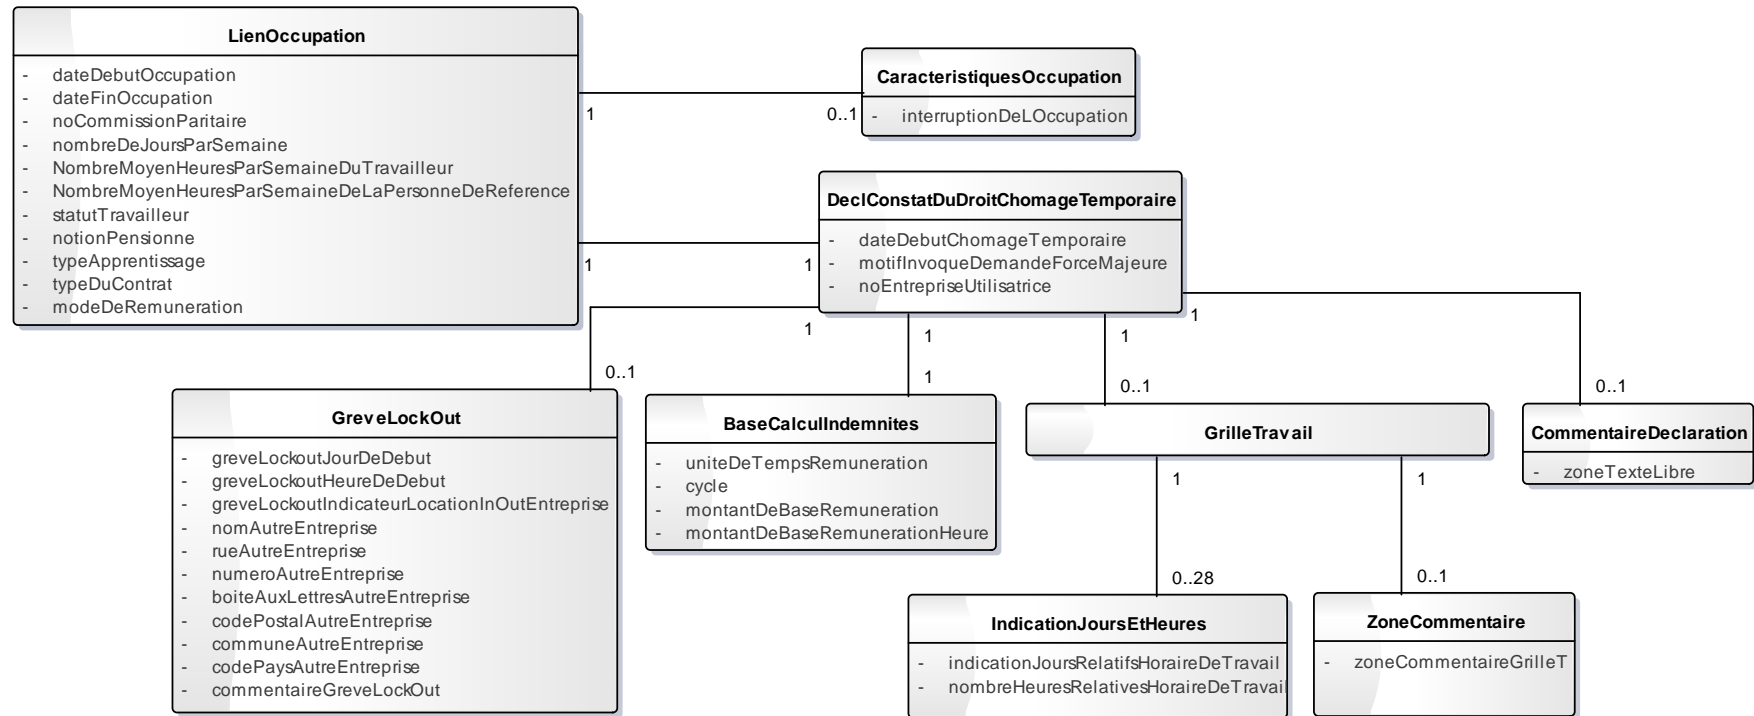 LienOccupation
- dateDebutOccupation
- dateFinOccupation
- noCommissionParitaire
- nombreDeJoursParSemaine
- NombreMoyenHeuresParSemaineDuTravailleur
- NombreMoyenHeuresParSemaineDeLaPersonneDeReference
- statutTravailleur
- notionPensionne
- typeApprentissage
- typeDuContrat
- modeDeRemuneration
1
0..1
CaracteristiquesOccupation
- interruptionDeLOccupation
1
1
DeclConstatDuDroitChomageTemporaire
- dateDebutChomageTemporaire
- motifInvoqueDemandeForceMajeure
- noEntrepriseUtilisatrice
1
0..1
1
1
1
0..1
1
0..1
GreveLockOut
- greveLockoutJourDeDebut
- greveLockoutHeureDeDebut
- greveLockoutIndicateurLocationInOutEntreprise
- nomAutreEntreprise
- rueAutreEntreprise
- numeroAutreEntreprise
- boiteAuxLettresAutreEntreprise
- codePostalAutreEntreprise
- communeAutreEntreprise
- codePaysAutreEntreprise
- commentaireGreveLockOut
BaseCalculIndemnites
- uniteDeTempsRemuneration
- cycle
- montantDeBaseRemuneration
- montantDeBaseRemunerationHeure
GrilleTravail
CommentaireDeclaration
- zoneTexteLibre
1
0..28
1
0..1
IndicationJoursEtHeures
- indicationJoursRelatifsHoraireDeTravail
- nombreHeuresRelativesHoraireDeTravail
ZoneCommentaire
- zoneCommentaireGrilleT